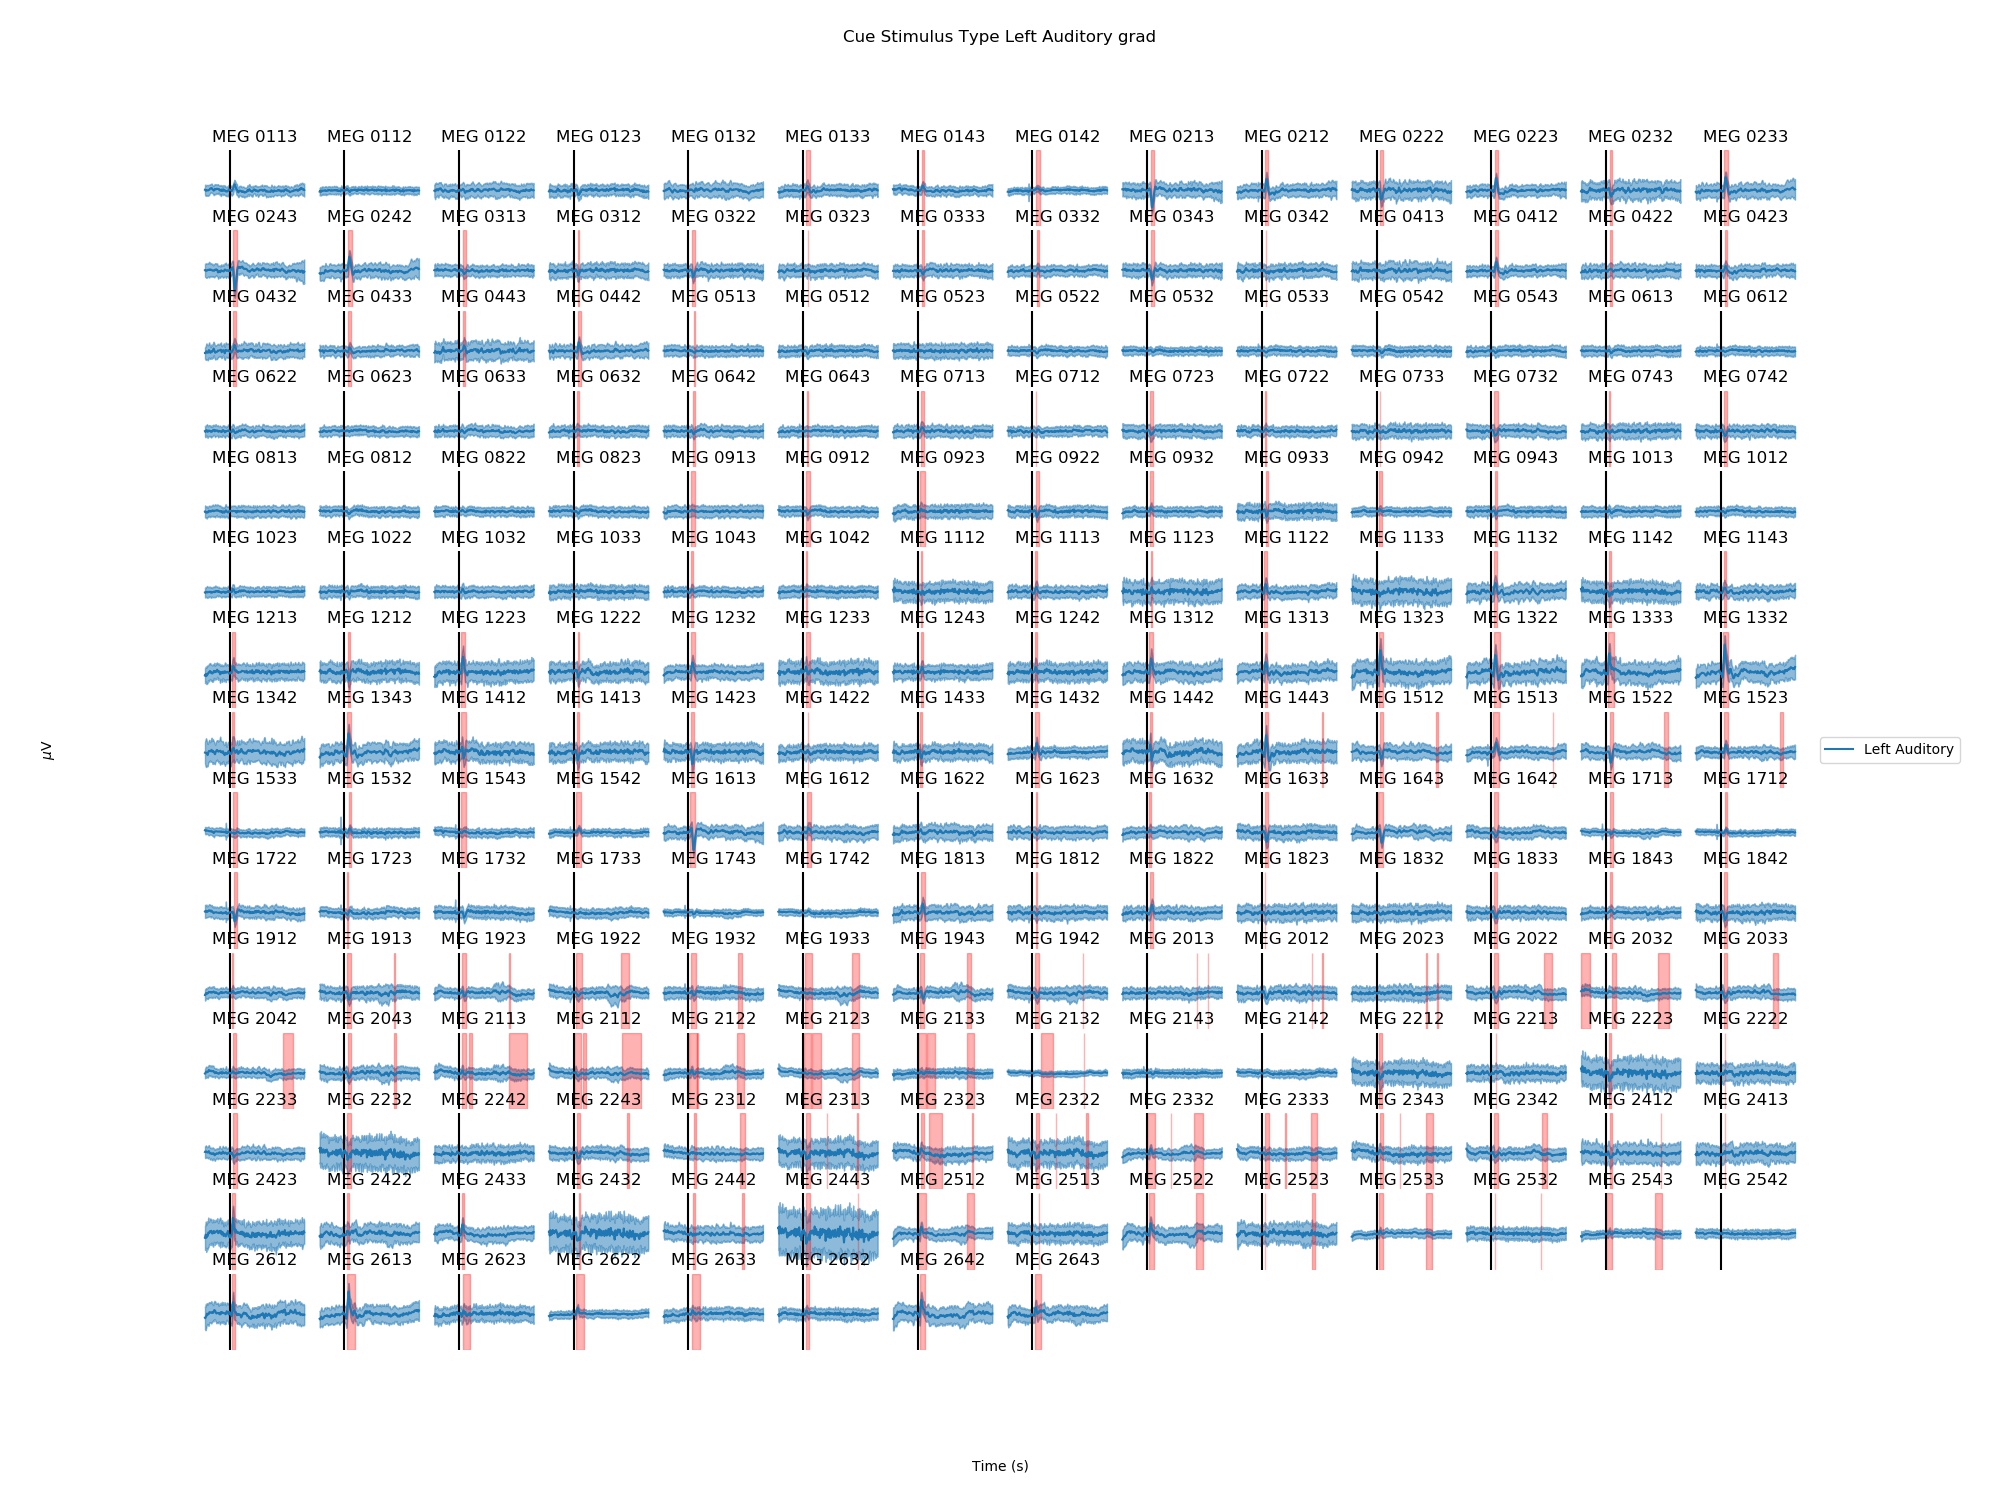 Cue Stimulus Type Left Auditory grad
MEG 0113 MEG 0112 MEG 0122 MEG 0123 MEG 0132 MEG 0133 MEG 0143 MEG 0142 MEG 0213 MEG 0212 MEG 0222 MEG 0223 MEG 0232 MEG 0233
MEG 0243 MEG 0242 MEG 0313 MEG 0312 MEG 0322 MEG 0323 MEG 0333 MEG 0332 MEG 0343 MEG 0342 MEG 0413 MEG 0412 MEG 0422 MEG 0423
MEG 0432 MEG 0433 MEG 0443 MEG 0442 MEG 0513 MEG 0512 MEG 0523 MEG 0522 MEG 0532 MEG 0533 MEG 0542 MEG 0543 MEG 0613 MEG 0612
MEG 0622 MEG 0623 MEG 0633 MEG 0632 MEG 0642 MEG 0643 MEG 0713 MEG 0712 MEG 0723 MEG 0722 MEG 0733 MEG 0732 MEG 0743 MEG 0742
MEG 0813 MEG 0812 MEG 0822 MEG 0823 MEG 0913 MEG 0912 MEG 0923 MEG 0922 MEG 0932 MEG 0933 MEG 0942 MEG 0943 MEG 1013 MEG 1012
MEG 1023 MEG 1022 MEG 1032 MEG 1033 MEG 1043 MEG 1042 MEG 1112 MEG 1113 MEG 1123 MEG 1122 MEG 1133 MEG 1132 MEG 1142 MEG 1143
MEG 1213 MEG 1212 MEG 1223 MEG 1222 MEG 1232 MEG 1233 MEG 1243 MEG 1242 MEG 1312 MEG 1313 MEG 1323 MEG 1322 MEG 1333 MEG 1332
MEG 1342 MEG 1343 MEG 1412 MEG 1413 MEG 1423 MEG 1422 MEG 1433 MEG 1432 MEG 1442 MEG 1443 MEG 1512 MEG 1513 MEG 1522 MEG 1523
μV
Left Auditory
MEG 1533 MEG 1532 MEG 1543 MEG 1542 MEG 1613 MEG 1612 MEG 1622 MEG 1623 MEG 1632 MEG 1633 MEG 1643 MEG 1642 MEG 1713 MEG 1712
MEG 1722 MEG 1723 MEG 1732 MEG 1733 MEG 1743 MEG 1742 MEG 1813 MEG 1812 MEG 1822 MEG 1823 MEG 1832 MEG 1833 MEG 1843 MEG 1842
MEG 1912 MEG 1913 MEG 1923 MEG 1922 MEG 1932 MEG 1933 MEG 1943 MEG 1942 MEG 2013 MEG 2012 MEG 2023 MEG 2022 MEG 2032 MEG 2033
MEG 2042 MEG 2043 MEG 2113 MEG 2112 MEG 2122 MEG 2123 MEG 2133 MEG 2132 MEG 2143 MEG 2142 MEG 2212 MEG 2213 MEG 2223 MEG 2222
MEG 2233 MEG 2232 MEG 2242 MEG 2243 MEG 2312 MEG 2313 MEG 2323 MEG 2322 MEG 2332 MEG 2333 MEG 2343 MEG 2342 MEG 2412 MEG 2413
MEG 2423 MEG 2422 MEG 2433 MEG 2432 MEG 2442 MEG 2443 MEG 2512 MEG 2513 MEG 2522 MEG 2523 MEG 2533 MEG 2532 MEG 2543 MEG 2542
MEG 2612 MEG 2613 MEG 2623 MEG 2622 MEG 2633 MEG 2632 MEG 2642 MEG 2643
Time (s)